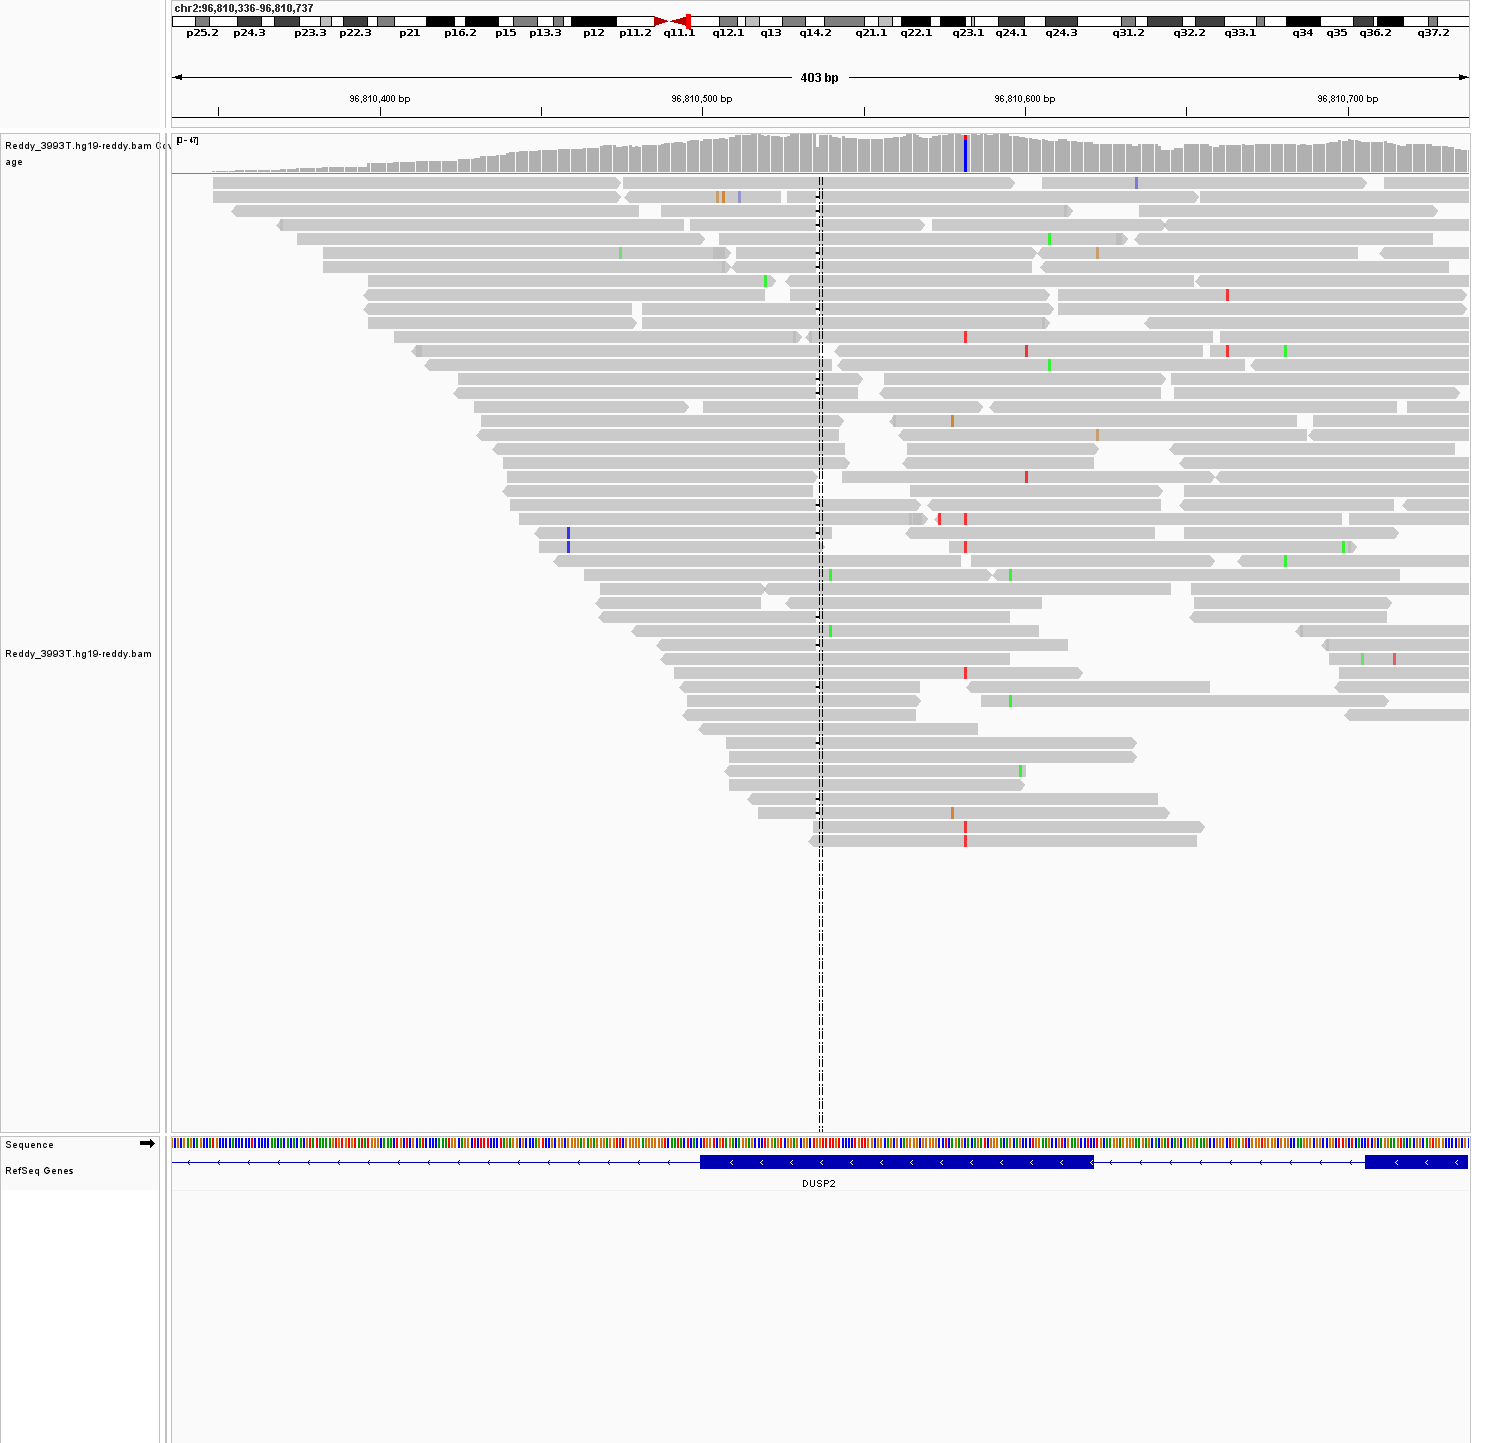 chr2:96,810,336-96,810,737
p25.2 p24.3 p23.3 p22.3 p21 p16.2 p15 p13.3 p12 p11.2 q11.1 q12.1 q13 q14.2 q21.1 q22.1 q23.1 q24.1 q24.3 q31.2 q32.2 q33.1 q34 q35 q36.2 q37.2
403 bp
96,810,400 bp 96,810,500 bp 96,810,600 bp 96,810,700 bp
[0 - 47]
Reddy_3993T.hg19-reddy.bam Cov
age
Reddy_3993T.hg19-reddy.bam
Sequence
RefSeq Genes
DUSP2